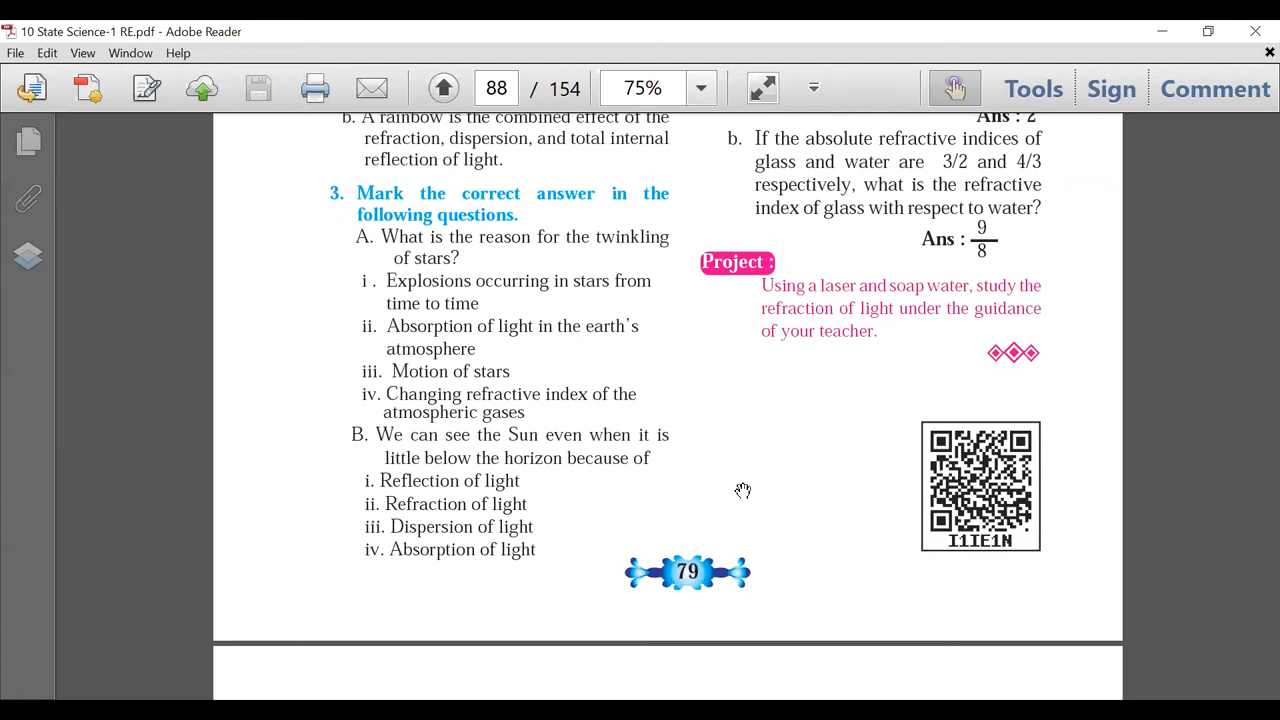 10 State Science-1 RE.pdf - Adobe Reader
File Edit View Window Help
88 / 154 75% Tools Sign Comment
b. A rainbow is the combined effect of the
refraction, dispersion, and total internal
reflection of light.
3. Mark the correct answer in the
following questions.
A. What is the reason for the twinkling
of stars?
i . Explosions occurring in stars from
time to time
ii. Absorption of light in the earth's
atmosphere
iii. Motion of stars
iv. Changing refractive index of the
atmospheric gases
B. We can see the Sun even when it is
little below the horizon because of
i. Reflection of light
ii. Refraction of light
iii. Dispersion of light
iv. Absorption of light
Ans : 2
b. If the absolute refractive indices of
glass and water are 3/2 and 4/3
respectively, what is the refractive
index of glass with respect to water?
Ans : 9/8
Project :
Using a laser and soap water, study the
refraction of light under the guidance
of your teacher.
I1IE1N
79